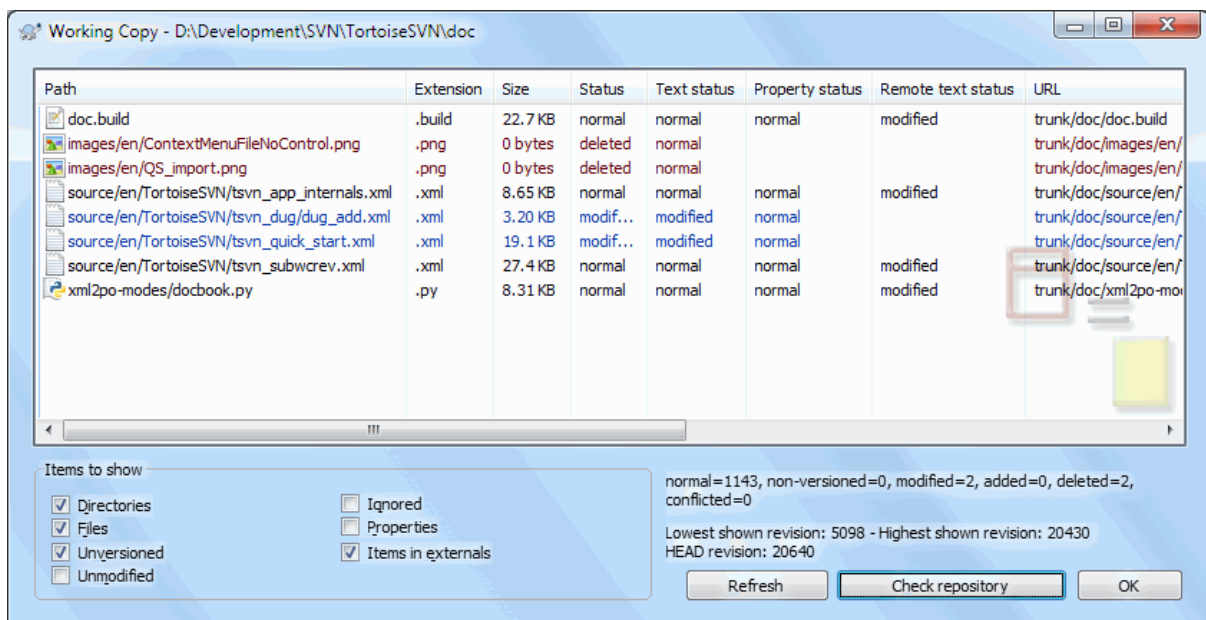 Working Copy - D:\Development\SVN\TortoiseSVN\doc
Path Extension Size Status Text status Property status Remote text status URL
doc.build .build 22.7 KB normal normal normal modified trunk/doc/doc.build
images/en/ContextMenuFileNoControl.png .png 0 bytes deleted normal trunk/doc/images/en/
images/en/QS_import.png .png 0 bytes deleted normal trunk/doc/images/en/
source/en/TortoiseSVN/tsvn_app_internals.xml .xml 8.65 KB normal normal normal modified trunk/doc/source/en/
source/en/TortoiseSVN/tsvn_dug/dug_add.xml .xml 3.20 KB modif... modified normal trunk/doc/source/en/
source/en/TortoiseSVN/tsvn_quick_start.xml .xml 19.1 KB modif... modified normal trunk/doc/source/en/
source/en/TortoiseSVN/tsvn_subwcrev.xml .xml 27.4 KB normal normal normal modified trunk/doc/source/en/
xml2po-modes/docbook.py .py 8.31 KB normal normal normal modified trunk/doc/xml2po-mo
Items to show
Directories Ignored
Files Properties
Unversioned Items in externals
Unmodified
normal=1143, non-versioned=0, modified=2, added=0, deleted=2,
conflicted=0
Lowest shown revision: 5098 - Highest shown revision: 20430
HEAD revision: 20640
Refresh Check repository OK